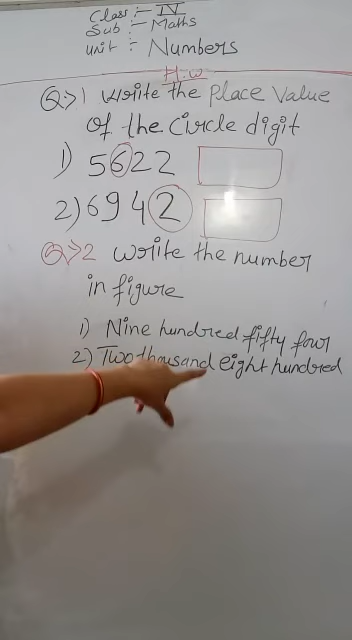 Class :- IV
Sub :- Maths
Unit :- Numbers
H.W
Q>1 Write the Place Value
of the Circle digit
1) 5622
2) 6942
Q>2 Write the number
in figure
1) Nine hundred fifty four
2) Two thousand eight hundred